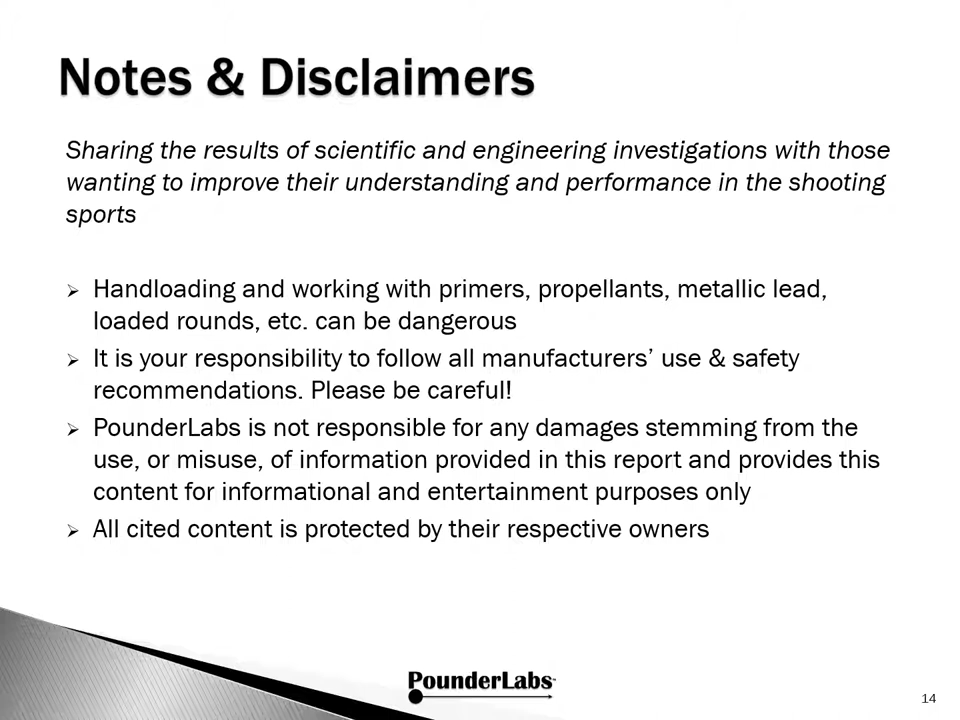 Notes & Disclaimers
Sharing the results of scientific and engineering investigations with those
wanting to improve their understanding and performance in the shooting
sports
➢ Handloading and working with primers, propellants, metallic lead,
loaded rounds, etc. can be dangerous
➢ It is your responsibility to follow all manufacturers’ use & safety
recommendations. Please be careful!
➢ PounderLabs is not responsible for any damages stemming from the
use, or misuse, of information provided in this report and provides this
content for informational and entertainment purposes only
➢ All cited content is protected by their respective owners
PounderLabs™
14